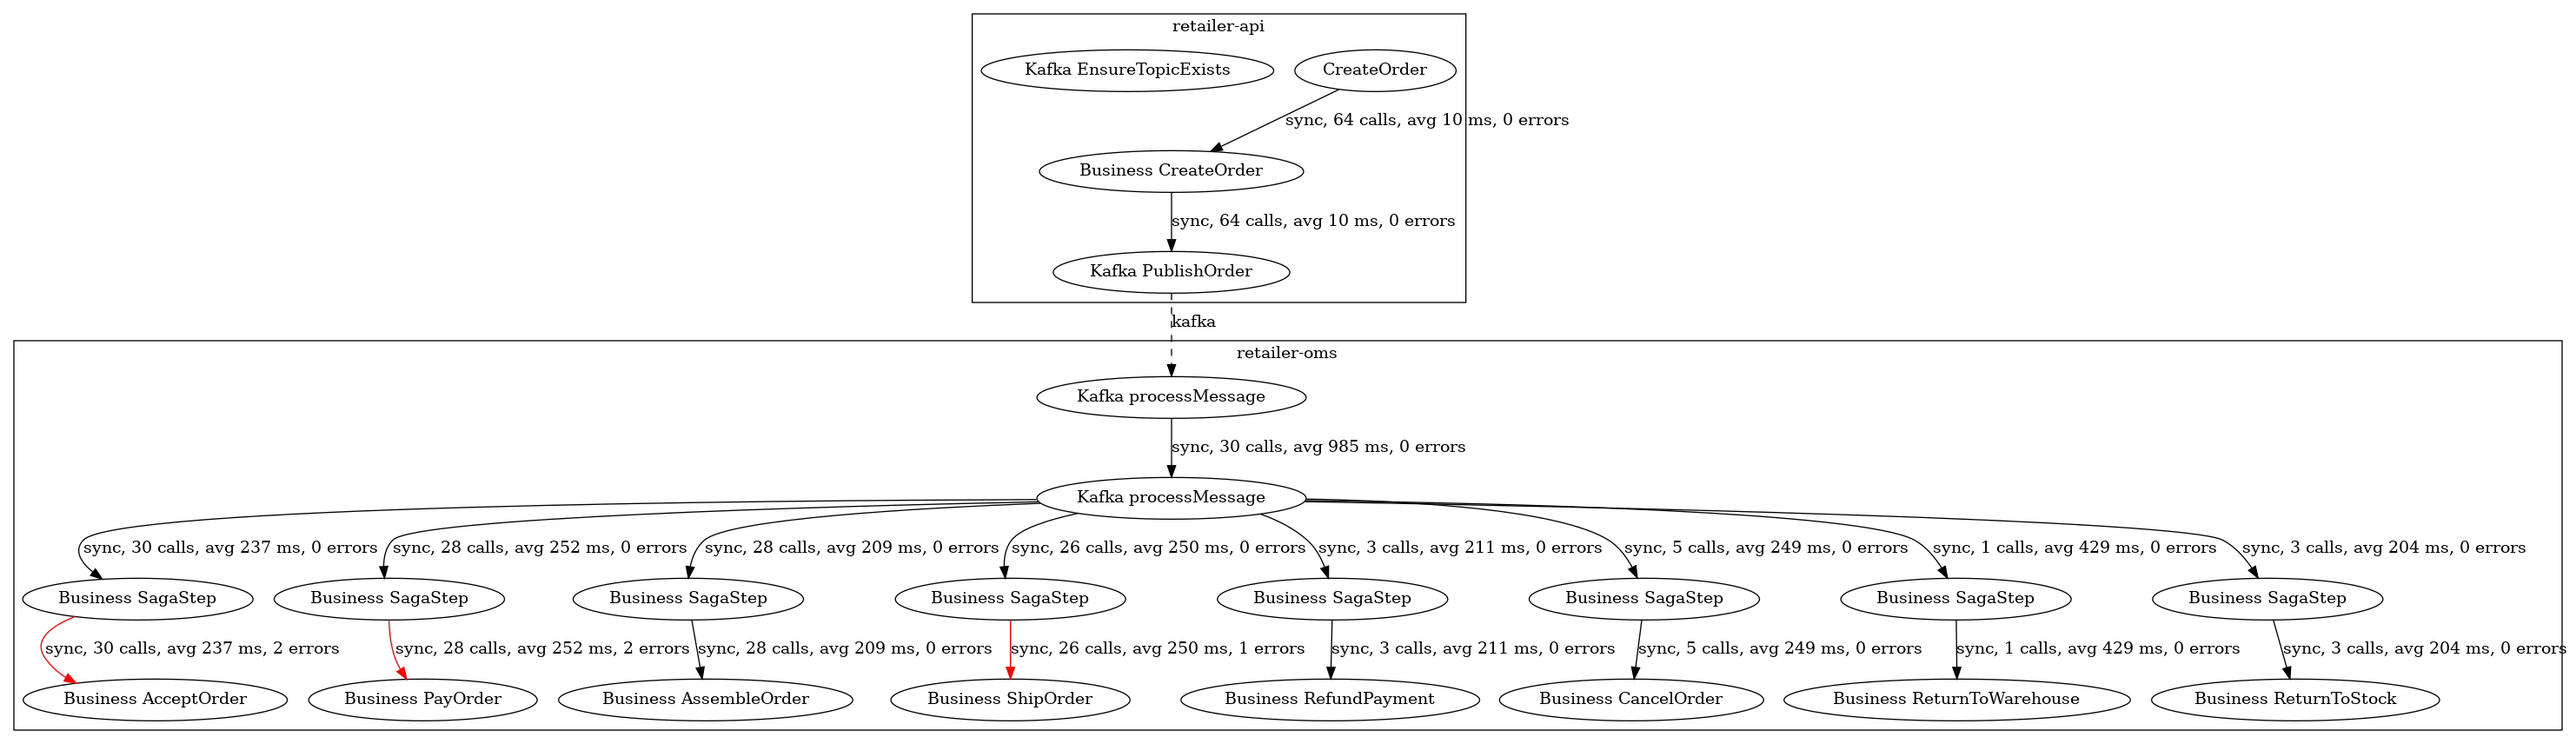 retailer-api
Kafka EnsureTopicExists
CreateOrder
sync, 64 calls, avg 10 ms, 0 errors
Business CreateOrder
sync, 64 calls, avg 10 ms, 0 errors
Kafka PublishOrder
kafka
retailer-oms
Kafka processMessage
sync, 30 calls, avg 985 ms, 0 errors
Kafka processMessage
sync, 30 calls, avg 237 ms, 0 errors
sync, 28 calls, avg 252 ms, 0 errors
sync, 28 calls, avg 209 ms, 0 errors
sync, 26 calls, avg 250 ms, 0 errors
sync, 3 calls, avg 211 ms, 0 errors
sync, 5 calls, avg 249 ms, 0 errors
sync, 1 calls, avg 429 ms, 0 errors
sync, 3 calls, avg 204 ms, 0 errors
Business SagaStep
Business SagaStep
Business SagaStep
Business SagaStep
Business SagaStep
Business SagaStep
Business SagaStep
Business SagaStep
sync, 30 calls, avg 237 ms, 2 errors
sync, 28 calls, avg 252 ms, 2 errors
sync, 28 calls, avg 209 ms, 0 errors
sync, 26 calls, avg 250 ms, 1 errors
sync, 3 calls, avg 211 ms, 0 errors
sync, 5 calls, avg 249 ms, 0 errors
sync, 1 calls, avg 429 ms, 0 errors
sync, 3 calls, avg 204 ms, 0 errors
Business AcceptOrder
Business PayOrder
Business AssembleOrder
Business ShipOrder
Business RefundPayment
Business CancelOrder
Business ReturnToWarehouse
Business ReturnToStock